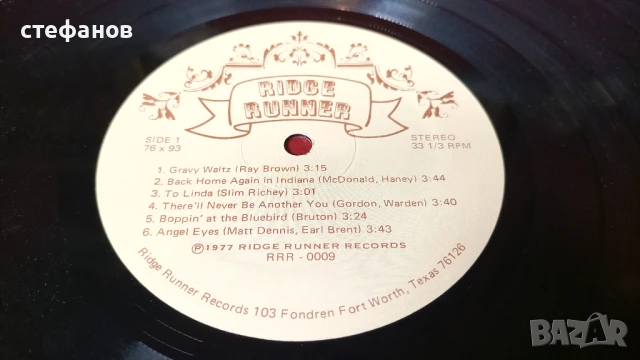 стефанов
RIDGE
RUNNER
SIDE 1
76 x 93
STEREO
33 1/3 RPM
1. Gravy Waltz (Ray Brown) 3:15
2. Back Home Again in Indiana (McDonald, Haney) 3:44
3. To Linda (Slim Richey) 3:01
4. There'll Never Be Another You (Gordon, Warden) 3:40
5. Boppin' at the Bluebird (Bruton) 3:24
6. Angel Eyes (Matt Dennis, Earl Brent) 3:43
℗1977 RIDGE RUNNER RECORDS
RRR - 0009
Ridge Runner Records 103 Fondren Fort Worth, Texas 76126
BAZAR